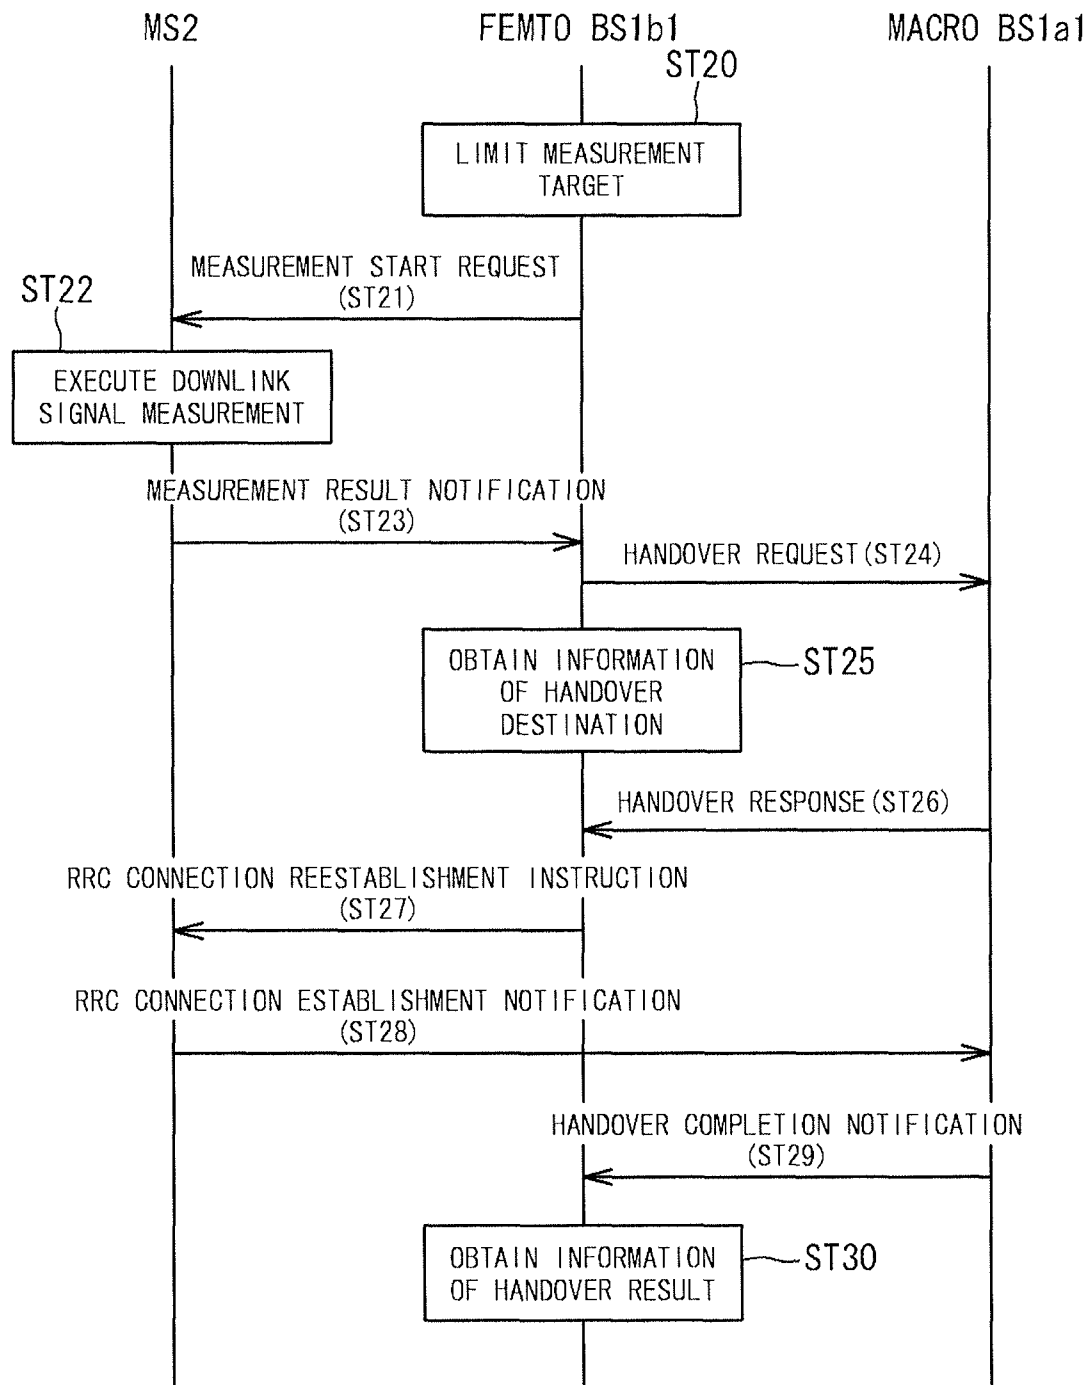 MS2
FEMTO BS1b1
MACRO BS1a1
ST20
LIMIT MEASUREMENT
TARGET
MEASUREMENT START REQUEST
(ST21)
ST22
EXECUTE DOWNLINK
SIGNAL MEASUREMENT
MEASUREMENT RESULT NOTIFICATION
(ST23)
HANDOVER REQUEST(ST24)
OBTAIN INFORMATION
OF HANDOVER
DESTINATION
ST25
HANDOVER RESPONSE(ST26)
RRC CONNECTION REESTABLISHMENT INSTRUCTION
(ST27)
RRC CONNECTION ESTABLISHMENT NOTIFICATION
(ST28)
HANDOVER COMPLETION NOTIFICATION
(ST29)
OBTAIN INFORMATION
OF HANDOVER RESULT
ST30